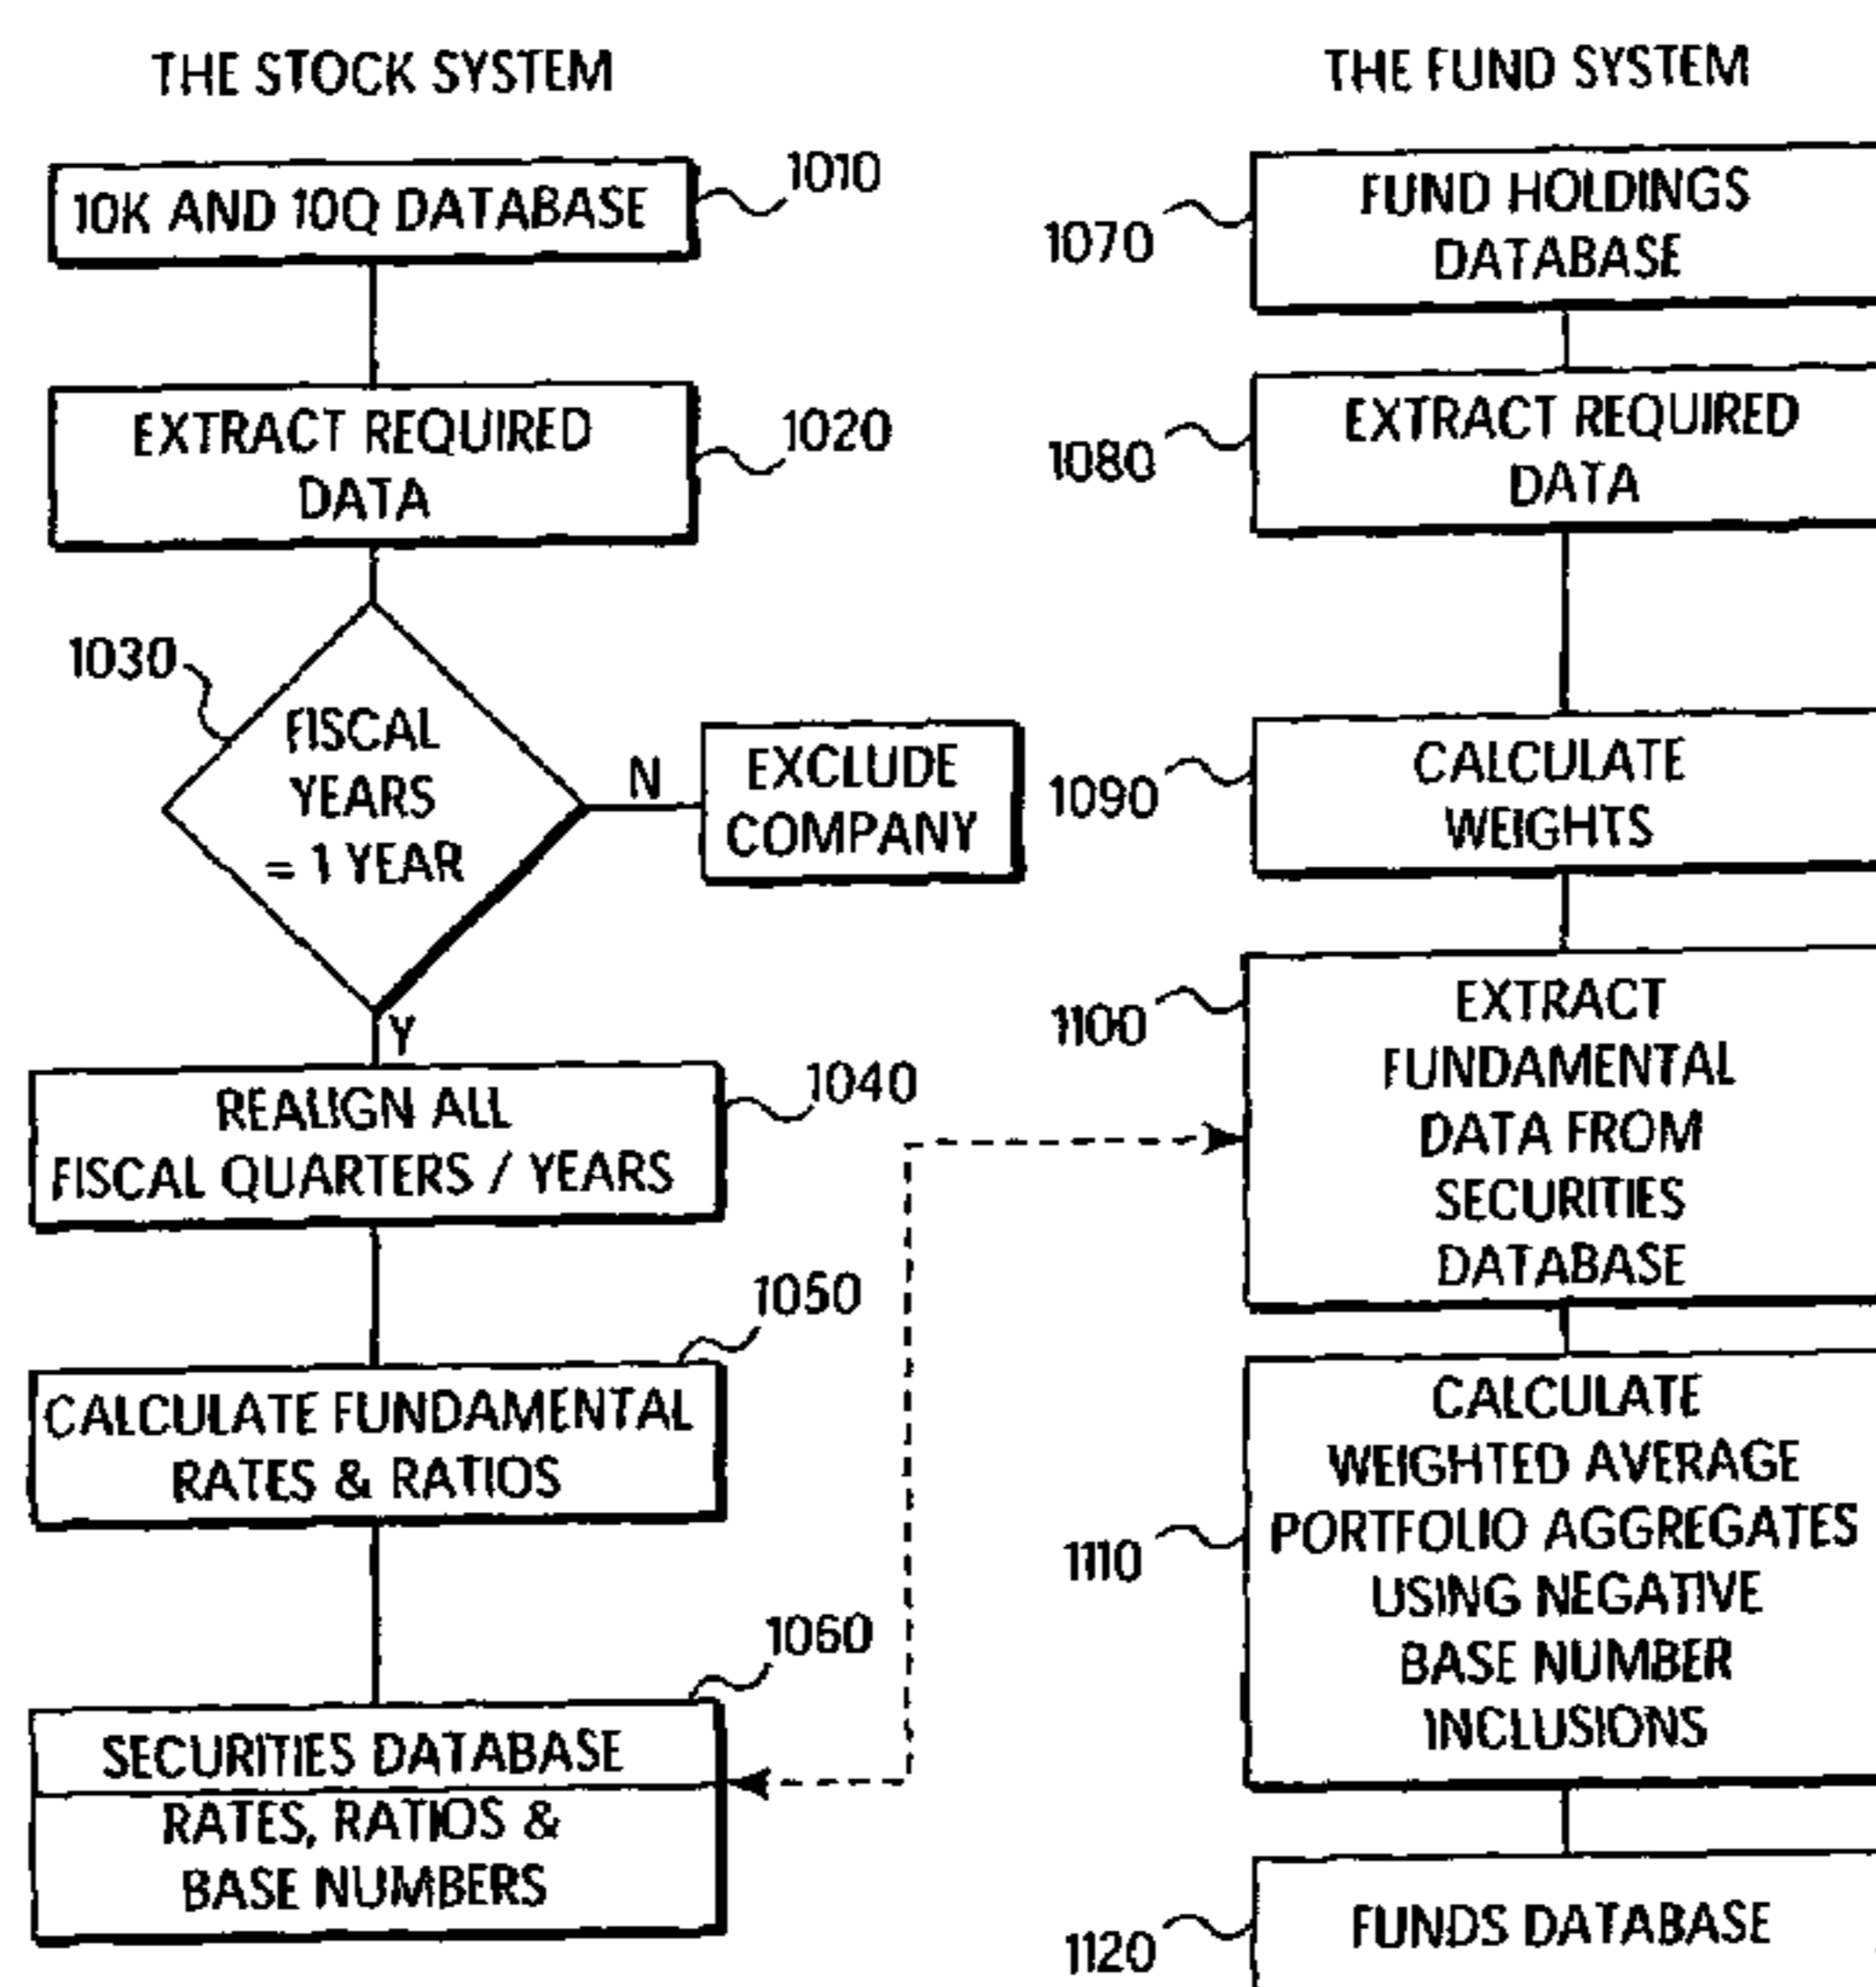 THE STOCK SYSTEM
10K AND 10Q DATABASE
1010
EXTRACT REQUIRED
DATA
1020
1030
FISCAL
YEARS
= 1 YEAR
N
EXCLUDE
COMPANY
Y
REALIGN ALL
FISCAL QUARTERS / YEARS
1040
1050
CALCULATE FUNDAMENTAL
RATES & RATIOS
1060
SECURITIES DATABASE
RATES, RATIOS &
BASE NUMBERS
THE FUND SYSTEM
1070
FUND HOLDINGS
DATABASE
1080
EXTRACT REQUIRED
DATA
1090
CALCULATE
WEIGHTS
1100
EXTRACT
FUNDAMENTAL
DATA FROM
SECURITIES
DATABASE
1110
CALCULATE
WEIGHTED AVERAGE
PORTFOLIO AGGREGATES
USING NEGATIVE
BASE NUMBER
INCLUSIONS
1120
FUNDS DATABASE